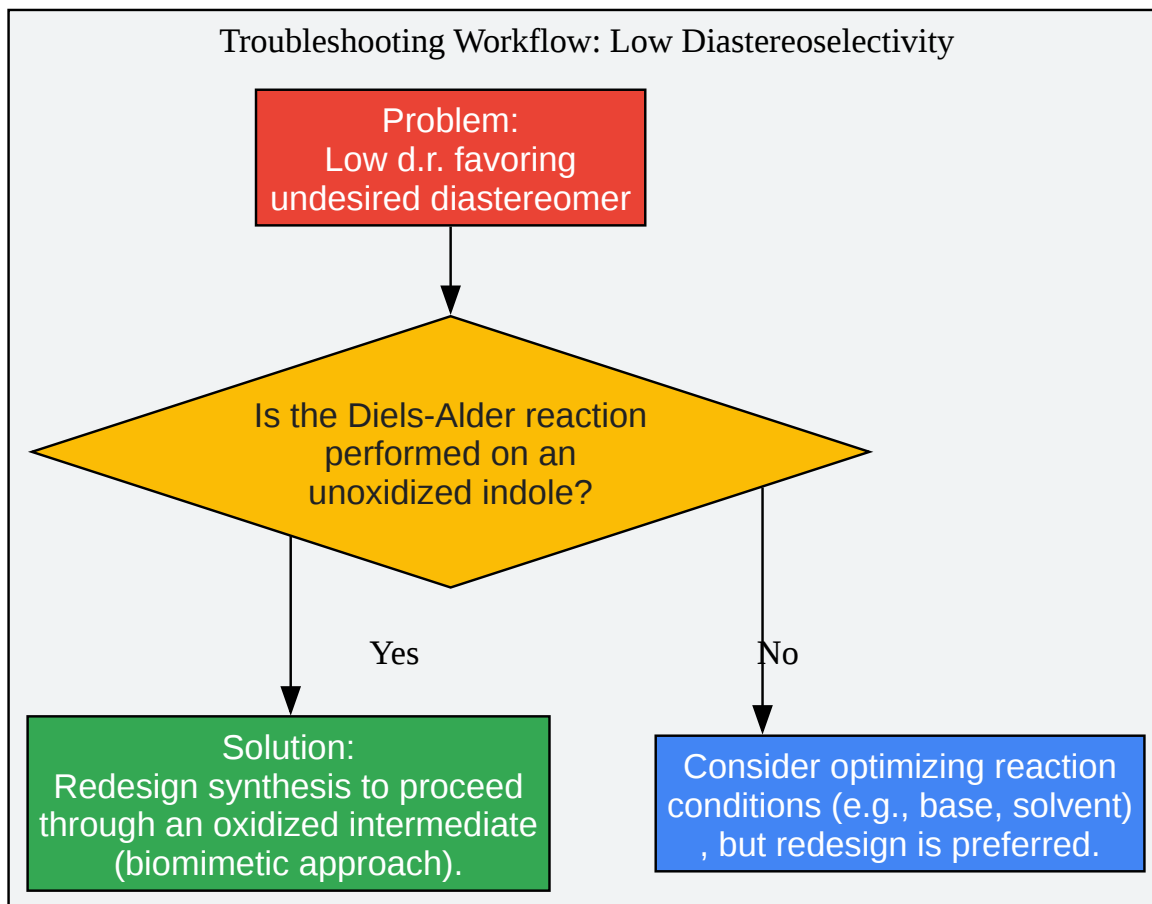 Troubleshooting Workflow: Low Diastereoselectivity
Problem:
Low d.r. favoring
undesired diastereomer
Is the Diels-Alder reaction
performed on an
unoxidized indole?
Yes
No
Solution:
Redesign synthesis to proceed
through an oxidized intermediate
(biomimetic approach).
Consider optimizing reaction
conditions (e.g., base, solvent)
, but redesign is preferred.